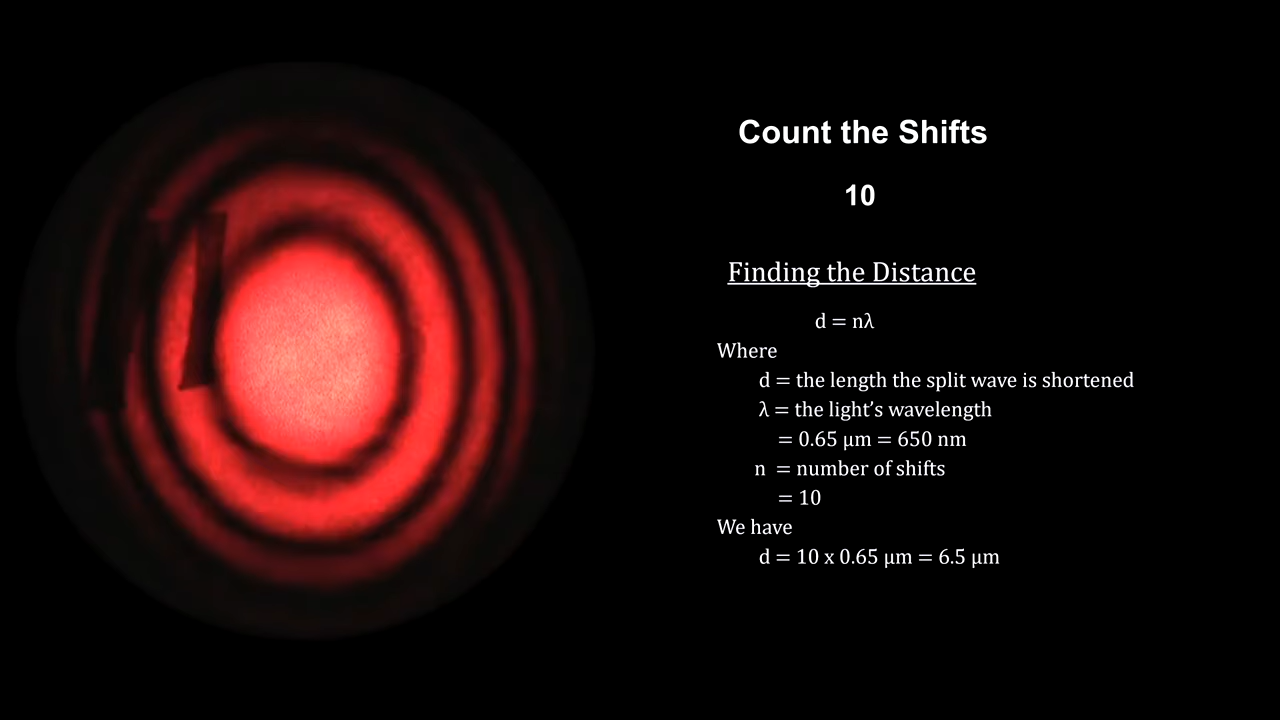 Count the Shifts
10
Finding the Distance
d = nλ
Where
d = the length the split wave is shortened
λ = the light’s wavelength
= 0.65 μm = 650 nm
n = number of shifts
= 10
We have
d = 10 x 0.65 μm = 6.5 μm